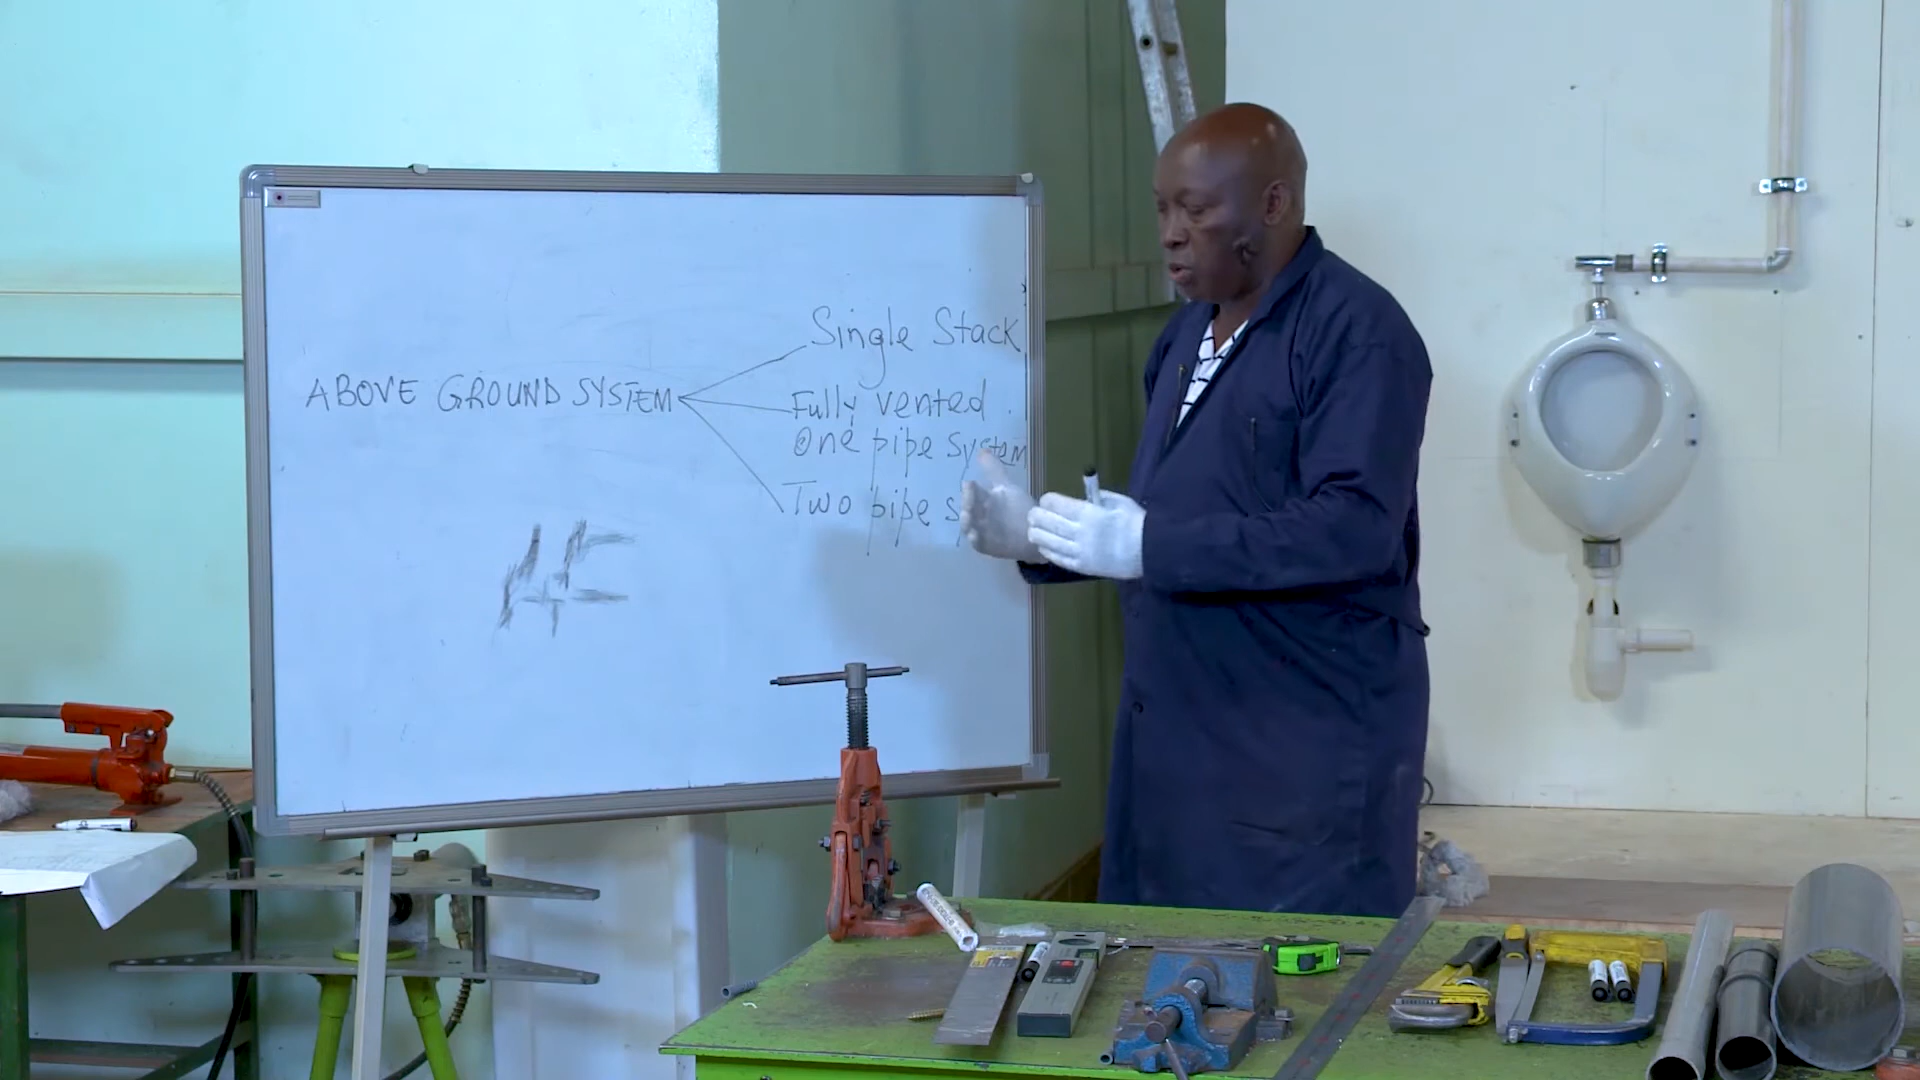 Single Stack
ABOVE GROUND SYSTEM
Fully vented
One pipe system
Two pipe s